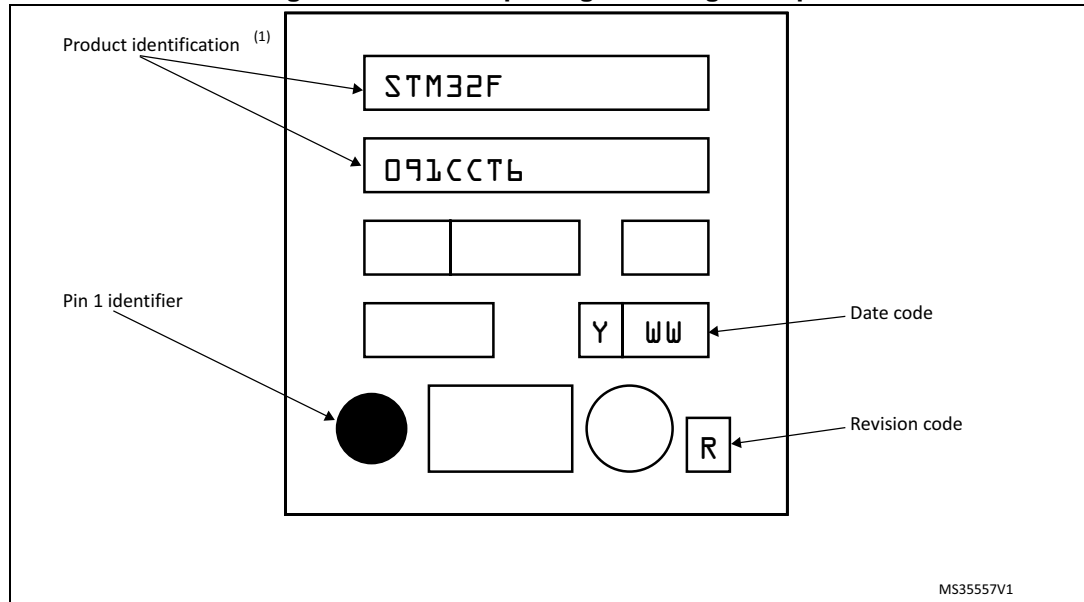 Product identification (1)
STM32F
091CCT6
Pin 1 identifier
Y WW
Date code
R
Revision code
MS35557V1